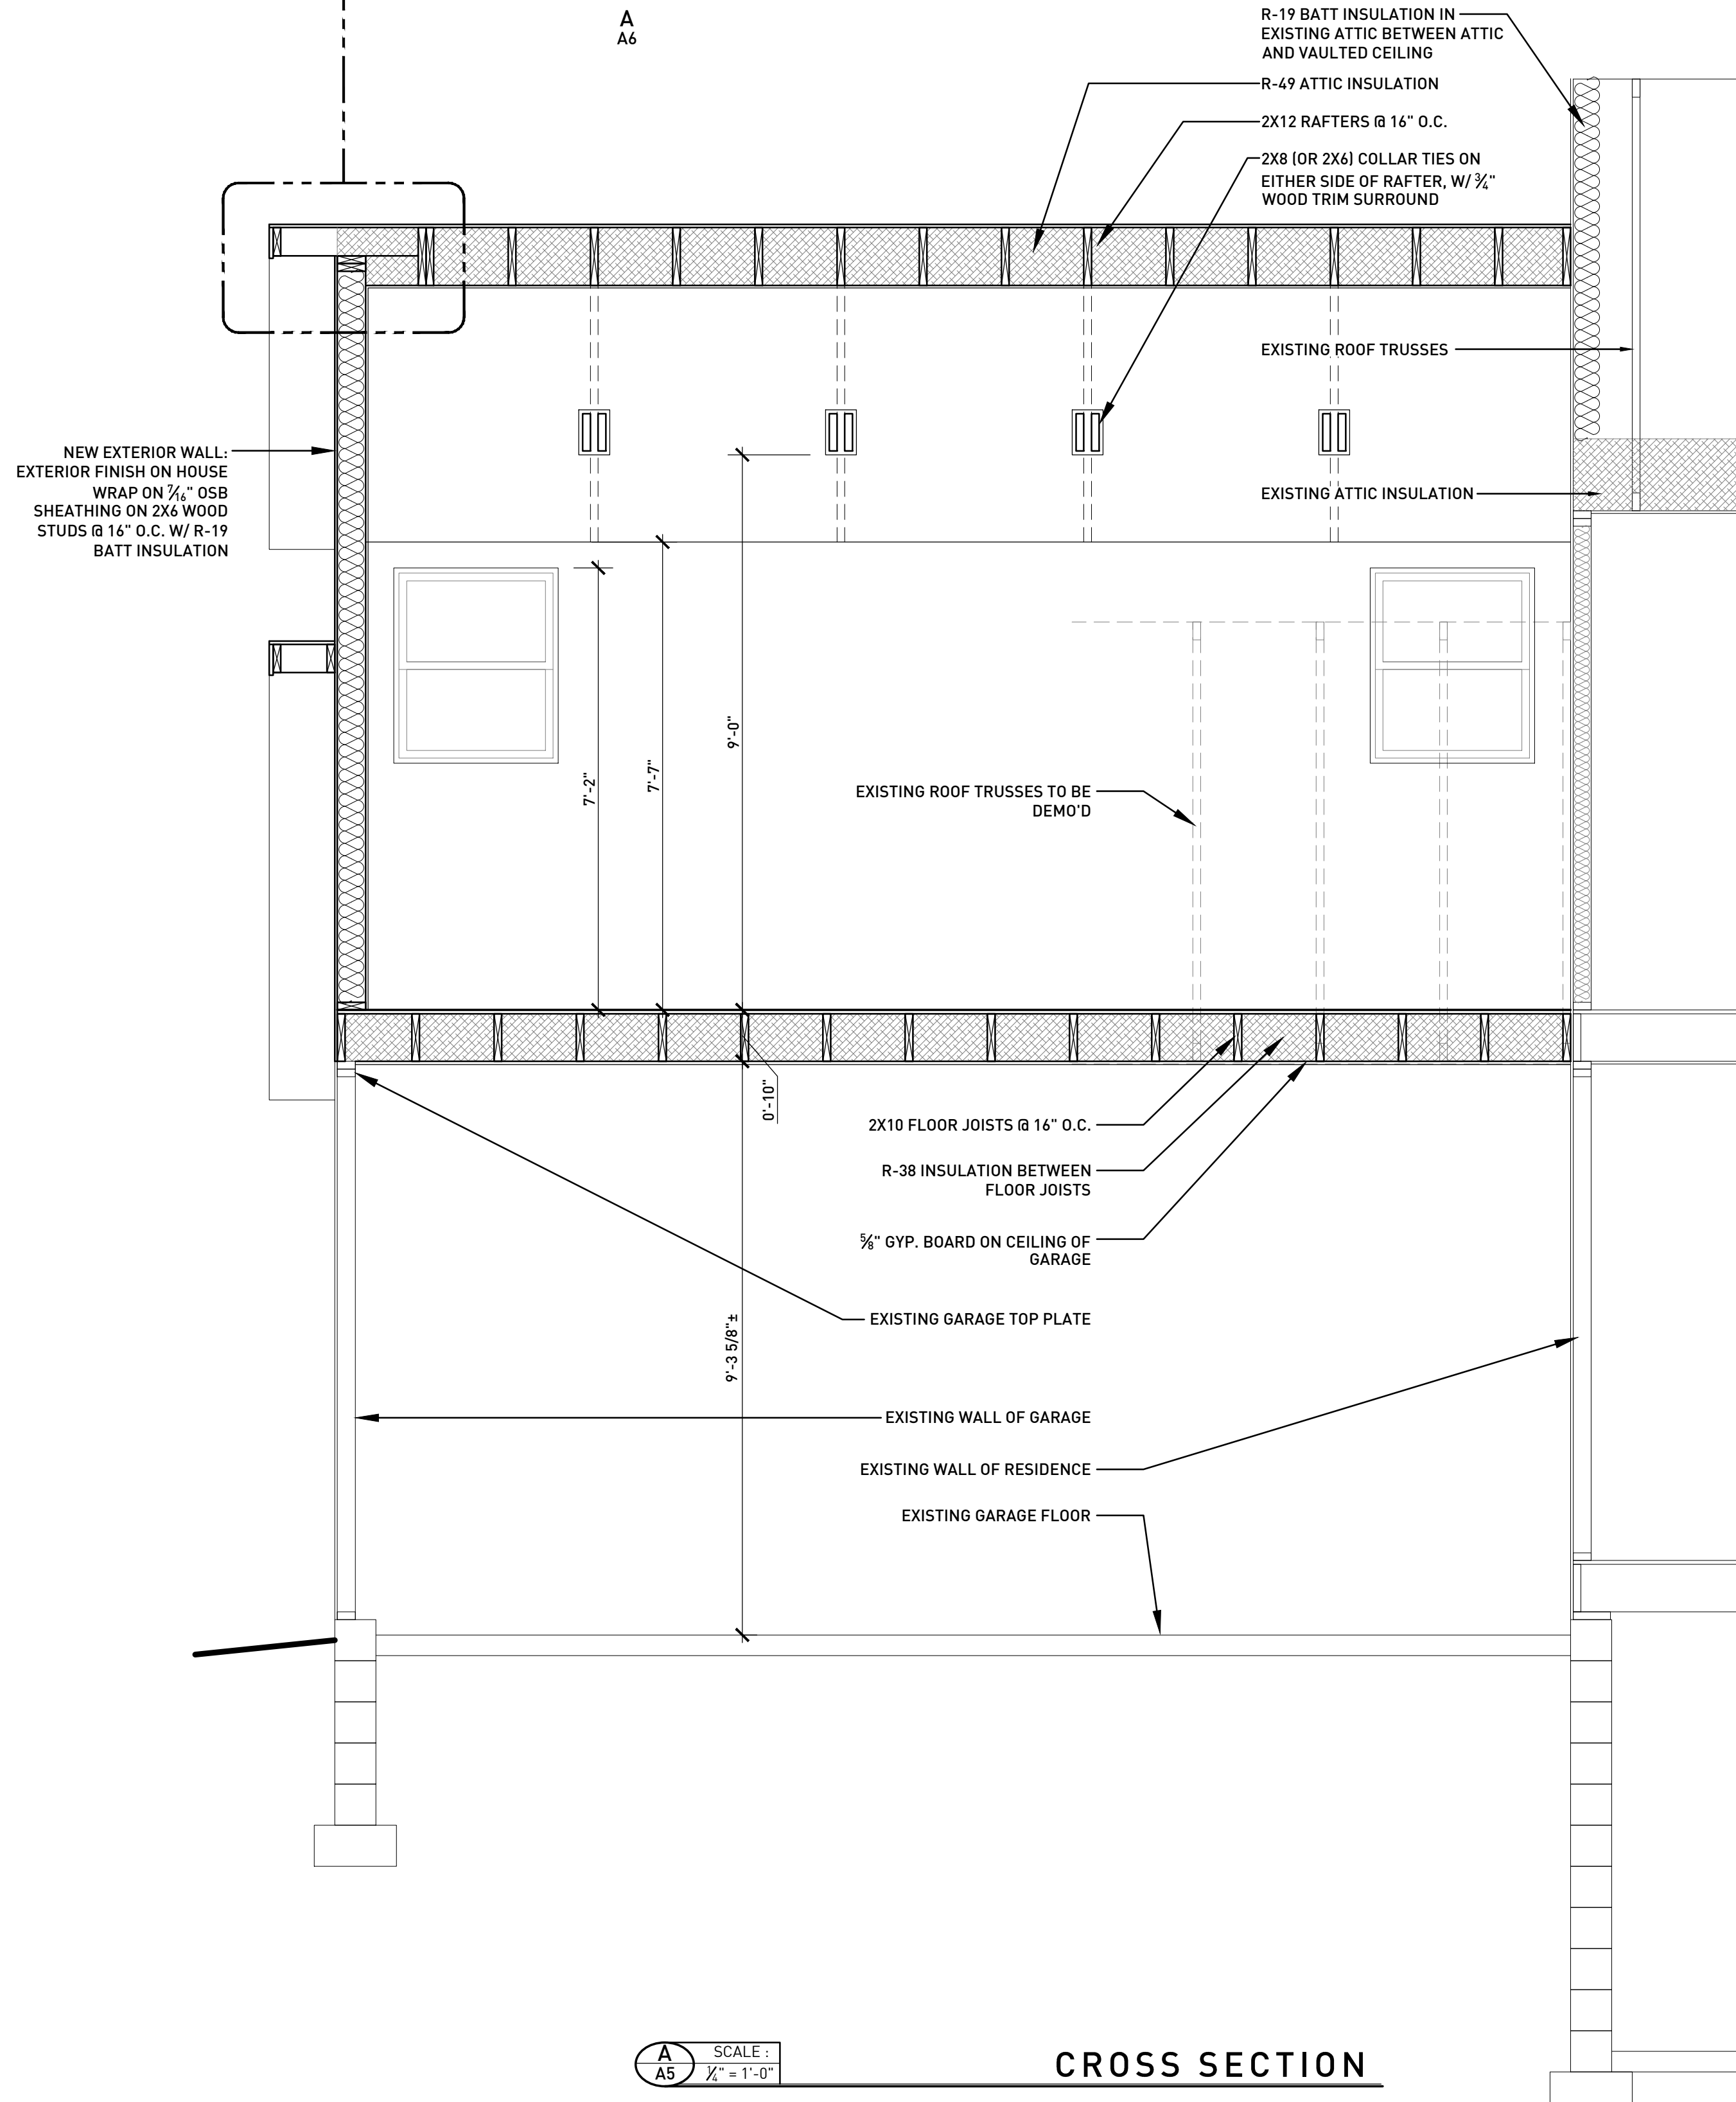 A
A6
R-19 BATT INSULATION IN
EXISTING ATTIC BETWEEN ATTIC
AND VAULTED CEILING
R-49 ATTIC INSULATION
2X12 RAFTERS @ 16" O.C.
2X8 (OR 2X6) COLLAR TIES ON
EITHER SIDE OF RAFTER, W/ ¾"
WOOD TRIM SURROUND
EXISTING ROOF TRUSSES
EXISTING ATTIC INSULATION
NEW EXTERIOR WALL:
EXTERIOR FINISH ON HOUSE
WRAP ON 7⁄16" OSB
SHEATHING ON 2X6 WOOD
STUDS @ 16" O.C. W/ R-19
BATT INSULATION
7'-2"
7'-7"
9'-0"
EXISTING ROOF TRUSSES TO BE
DEMO'D
0'-10"
2X10 FLOOR JOISTS @ 16" O.C.
R-38 INSULATION BETWEEN
FLOOR JOISTS
⅝" GYP. BOARD ON CEILING OF
GARAGE
EXISTING GARAGE TOP PLATE
9'-3 5/8"±
EXISTING WALL OF GARAGE
EXISTING WALL OF RESIDENCE
EXISTING GARAGE FLOOR
A
A5
SCALE :
¼" = 1'-0"
CROSS SECTION